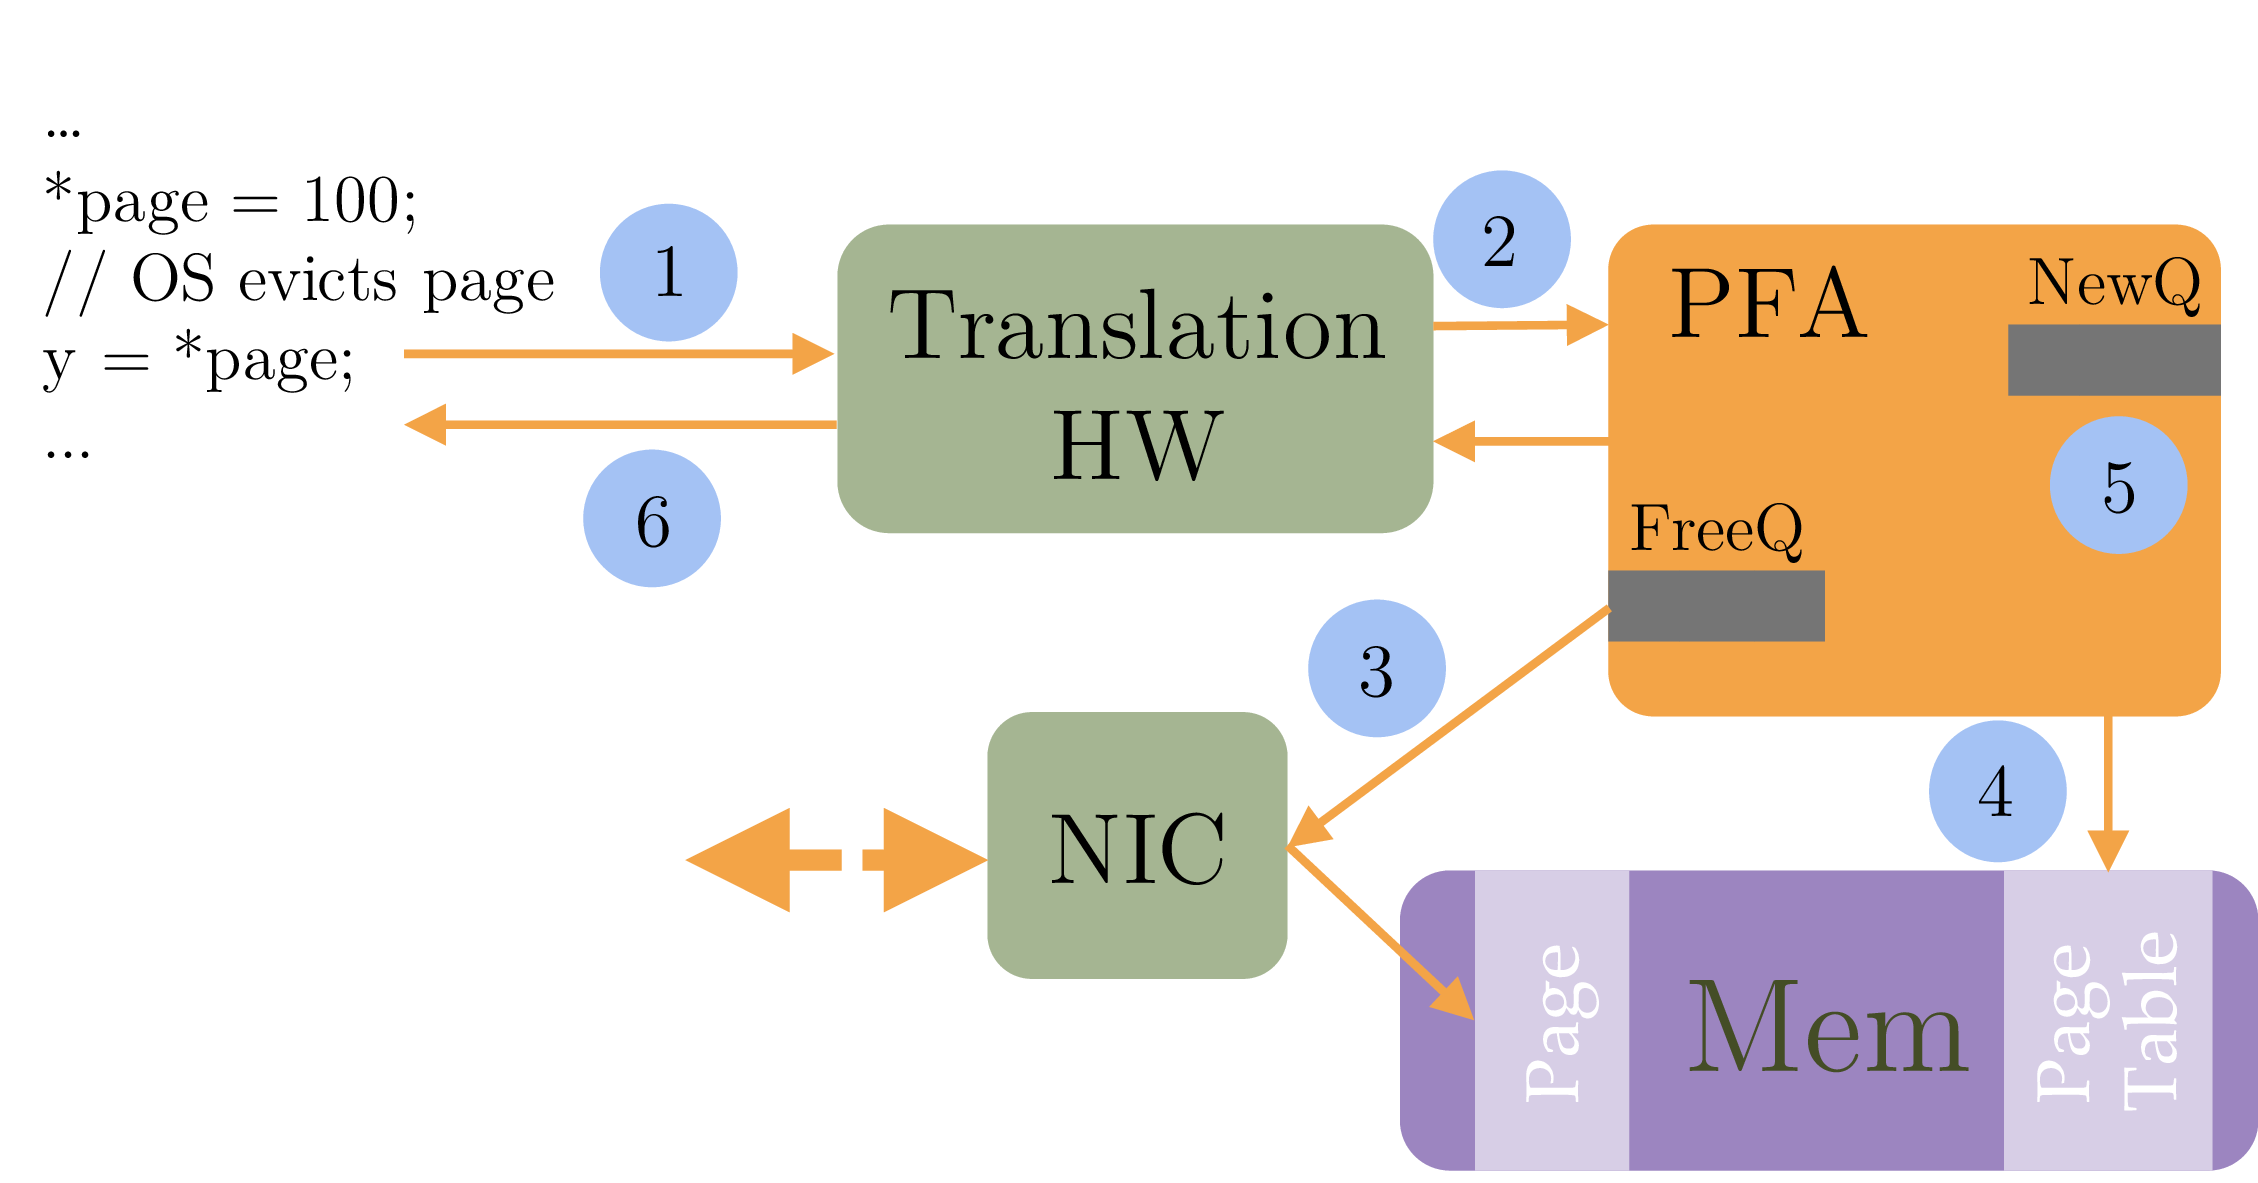 ...
*page = 100;
// OS evicts page
y = *page;
...
1
6
Translation
HW
2
PFA
NewQ
5
FreeQ
3
NIC
4
Page
Mem
Page
Table